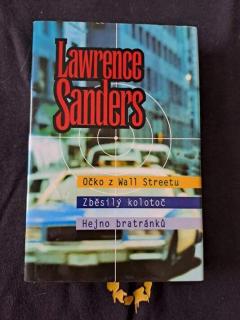 Lawrence
Sanders
Očko z Wall Streetu
Zběsilý kolotoč
Hejno bratránků